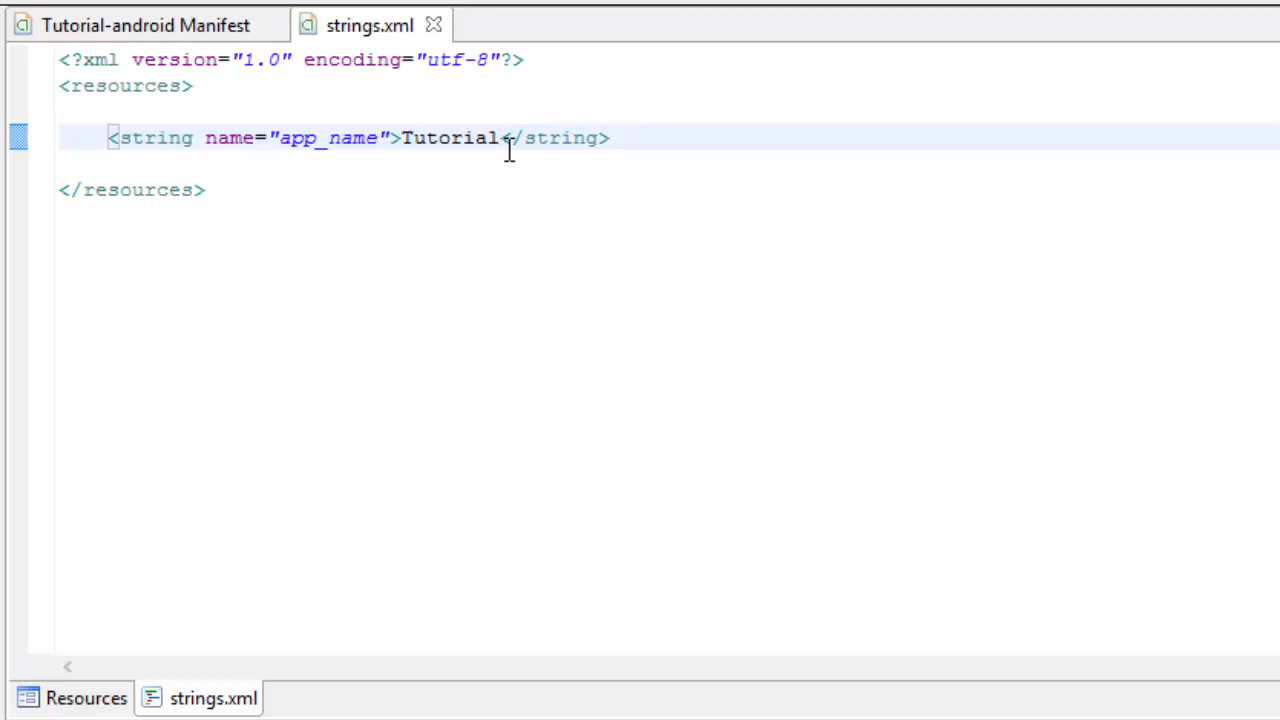 Tutorial-android Manifest
strings.xml
<?xml version="1.0" encoding="utf-8"?>
<resources>
<string name="app_name">Tutorial</string>
</resources>
Resources
strings.xml